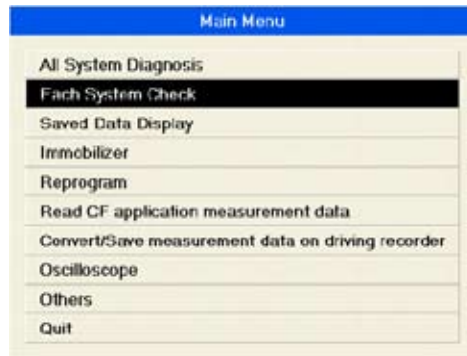 Main Menu
All System Diagnosis
Each System Check
Saved Data Display
Immobilizer
Reprogram
Read CF application measurement data
Convert/Save measurement data on driving recorder
Oscilloscope
Others
Quit